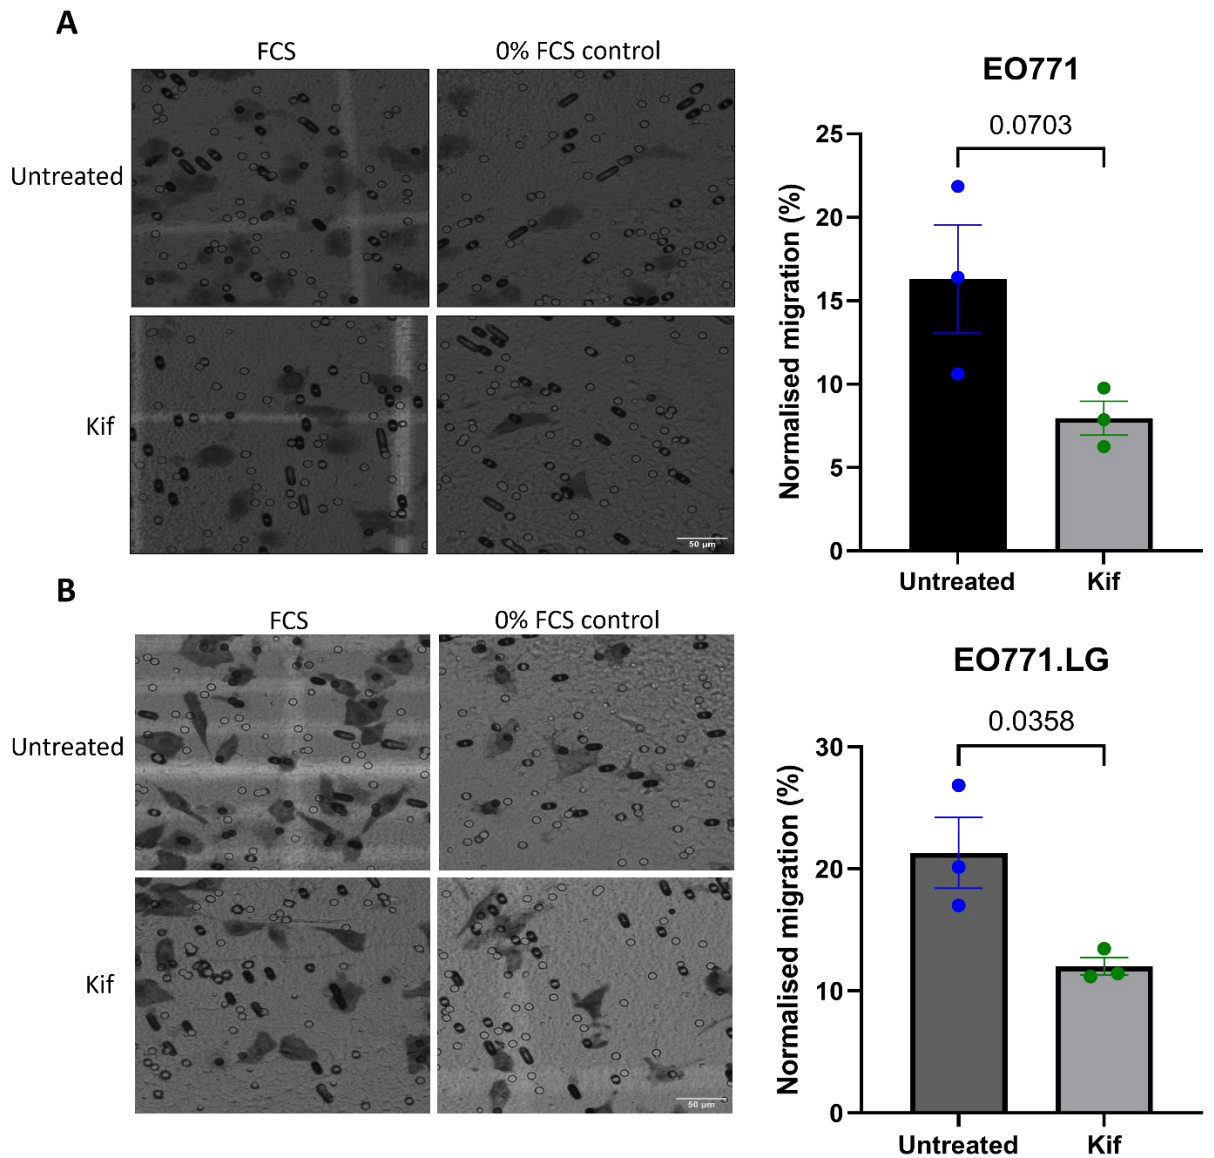 A
FCS
0% FCS control
Untreated
Kif
50 µm
EO771
0.0703
Normalised migration (%)
25
20
15
10
5
0
Untreated
Kif
B
FCS
0% FCS control
Untreated
Kif
50 µm
EO771.LG
0.0358
Normalised migration (%)
30
20
10
0
Untreated
Kif